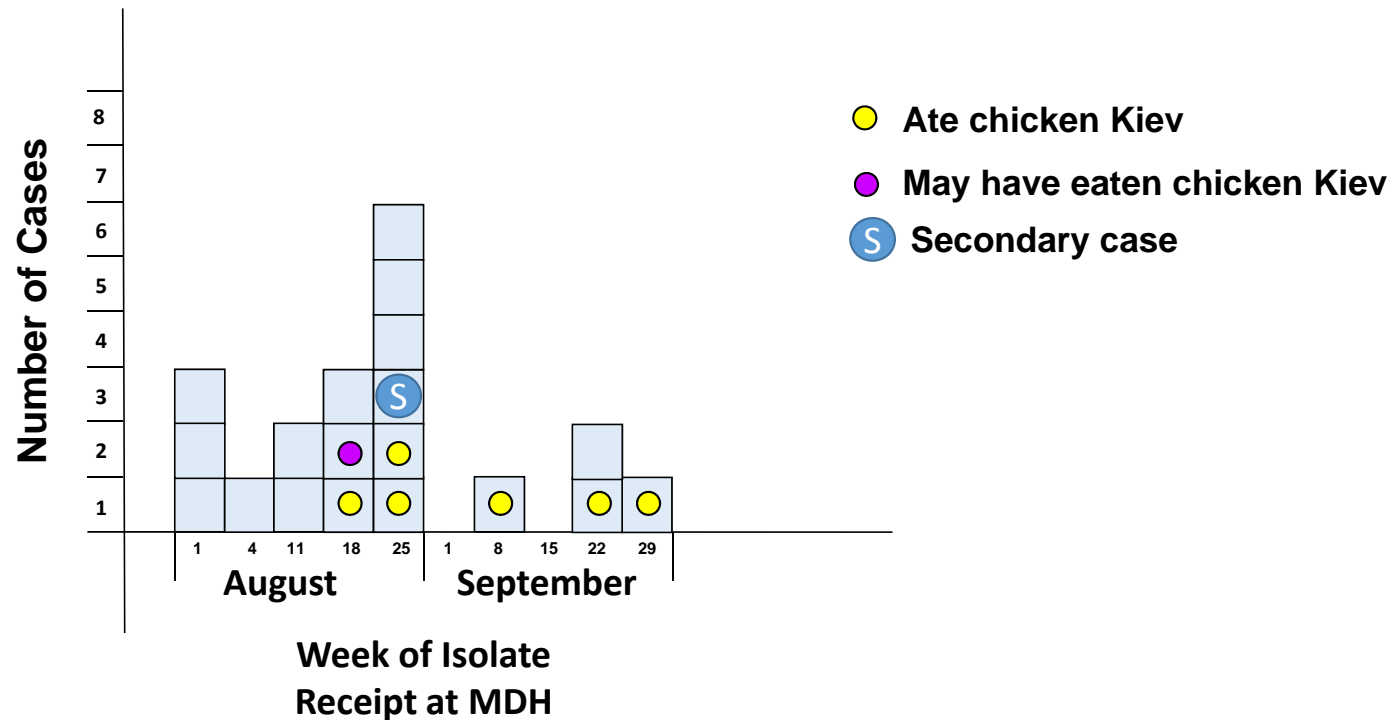 Number of Cases
8
7
6
5
4
3
2
1
S
1 4 11 18 25 1 8 15 22 29
August September
Week of Isolate
Receipt at MDH
Ate chicken Kiev
May have eaten chicken Kiev
S Secondary case